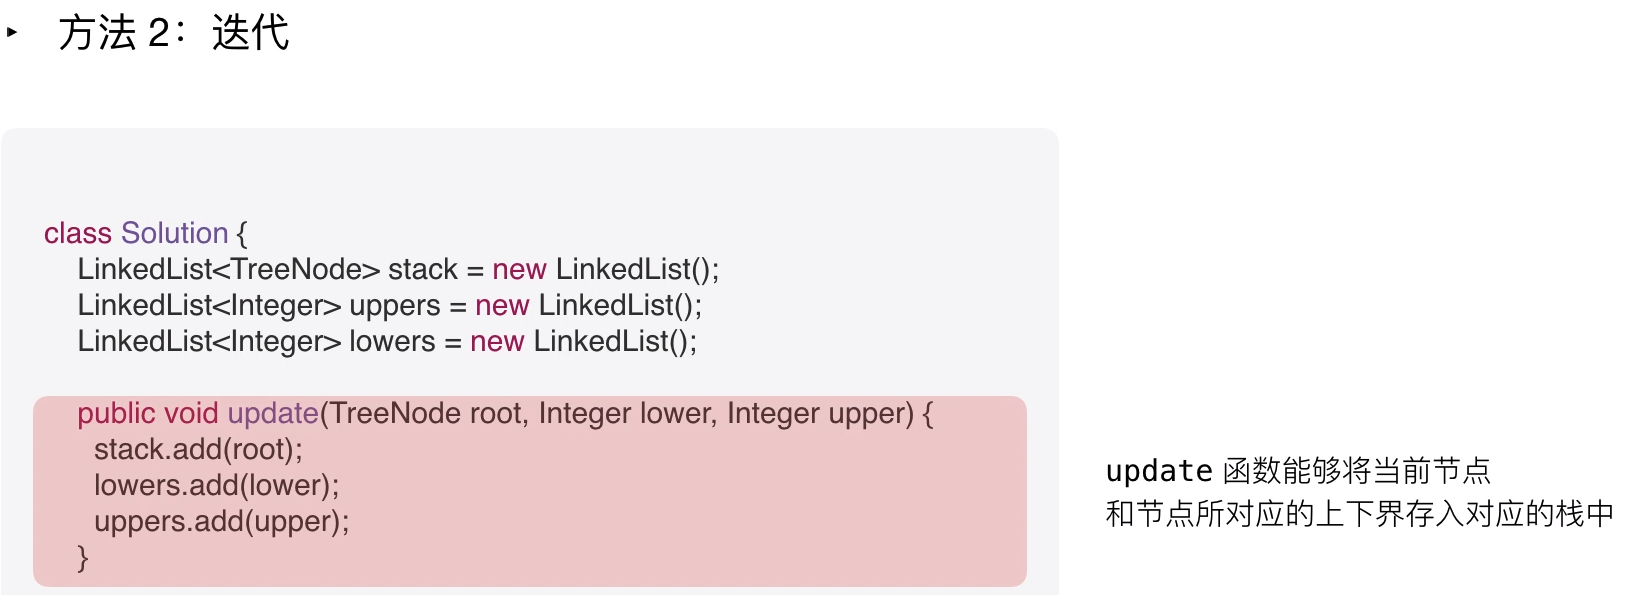 ‣ 方法 2：迭代
class Solution {
LinkedList<TreeNode> stack = new LinkedList();
LinkedList<Integer> uppers = new LinkedList();
LinkedList<Integer> lowers = new LinkedList();
public void update(TreeNode root, Integer lower, Integer upper) {
stack.add(root);
lowers.add(lower);
uppers.add(upper);
}
update 函数能够将当前节点
和节点所对应的上下界存入对应的栈中